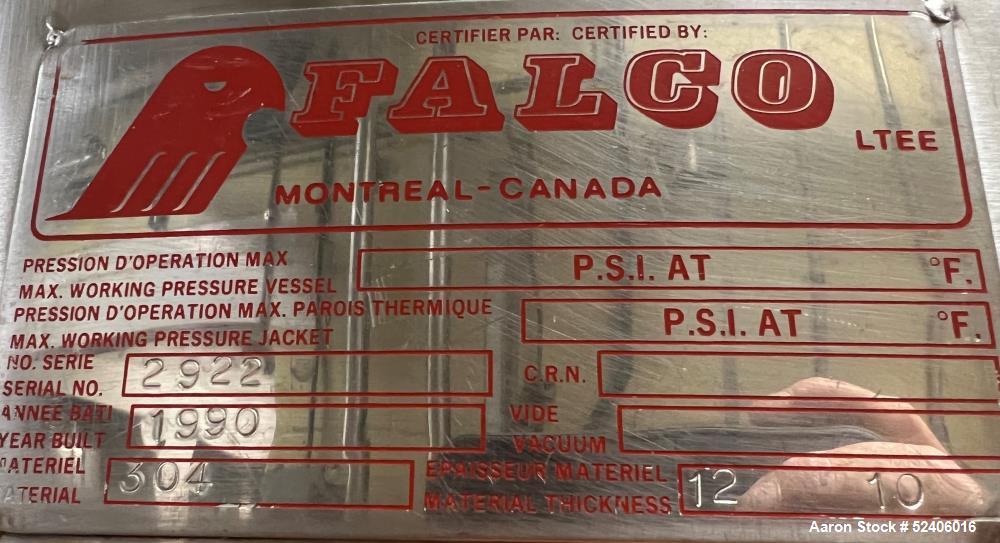 CERTIFIER PAR: CERTIFIED BY:
FALCO
LTEE
MONTREAL-CANADA
PRESSION D'OPERATION MAX
MAX. WORKING PRESSURE VESSEL
P.S.I. AT °F.
PRESSION D'OPERATION MAX. PAROIS THERMIQUE
MAX. WORKING PRESSURE JACKET
P.S.I. AT °F.
NO. SERIE
SERIAL NO.
2922
C.R.N.
ANNEE BATI
YEAR BUILT
1990
VIDE
VACUUM
ATERIEL
ATERIAL
304
EPAISSEUR MATERIEL
MATERIAL THICKNESS
12 10
Aaron Stock # 52406016